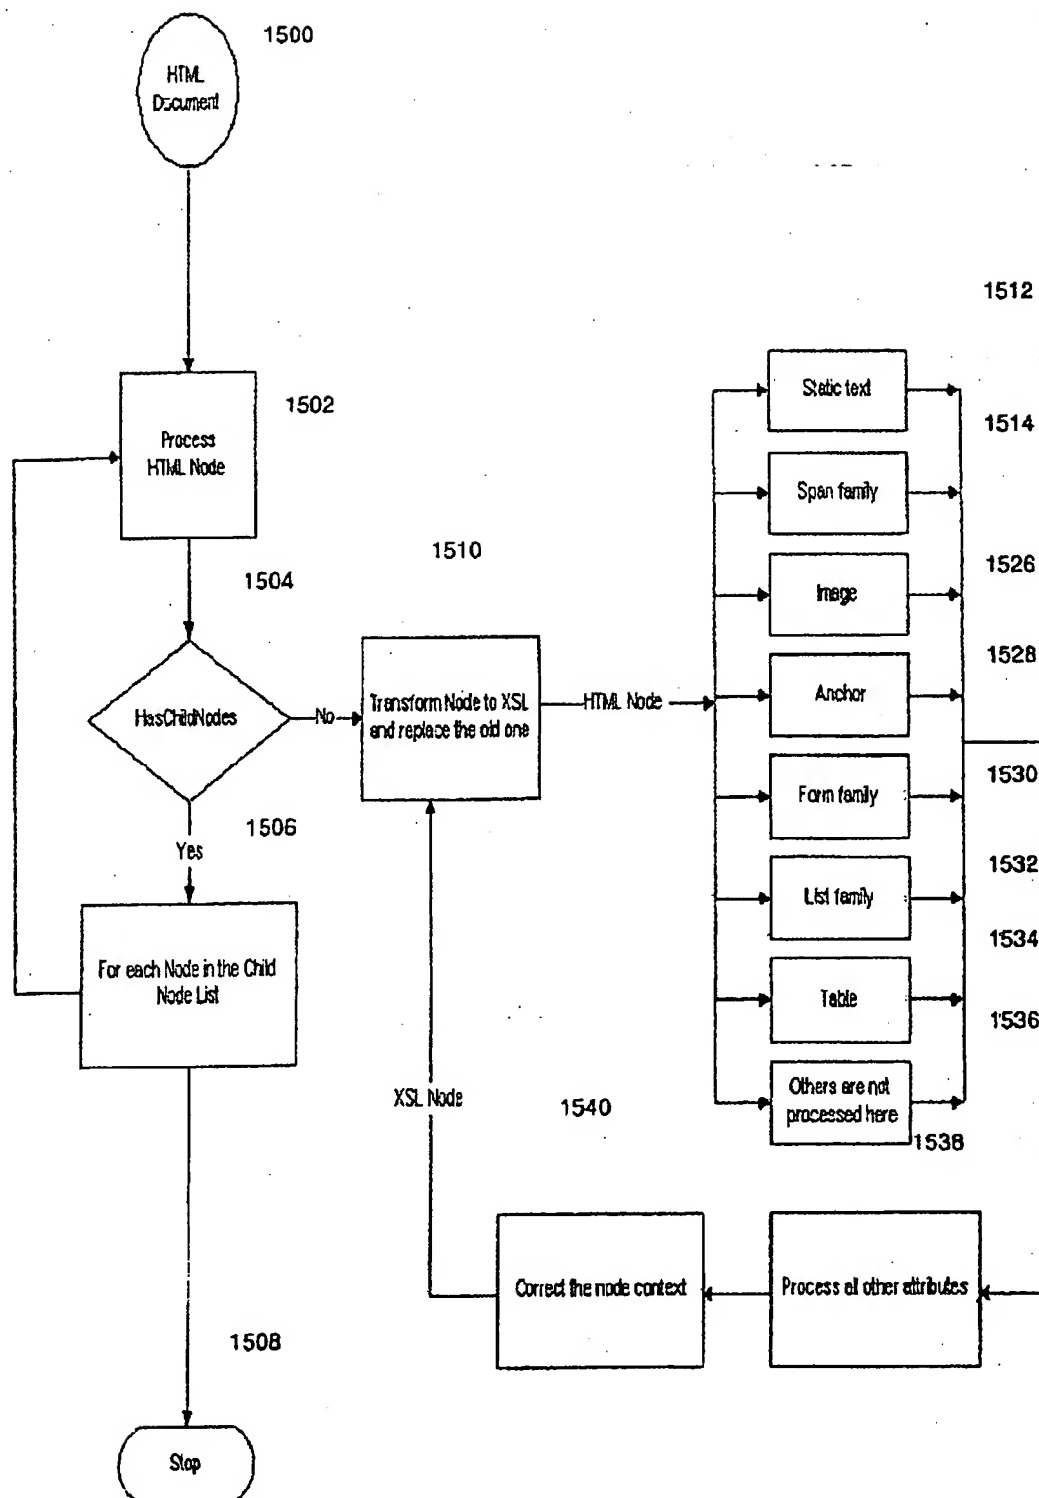 1500
HTML
Document
1512
1502
Static text
1514
Process
HTML Node
Span family
1510
1504
1526
Image
1528
HasChildNodes
No
Transform Node to XSL
and replace the old one
HTML Node
Anchor
1530
Form family
1506
Yes
1532
List family
1534
For each Node in the Child
Node List
Table
1536
XSL Node
1540
Others are not
processed here
1538
Correct the node context
Process all other attributes
1508
Stop